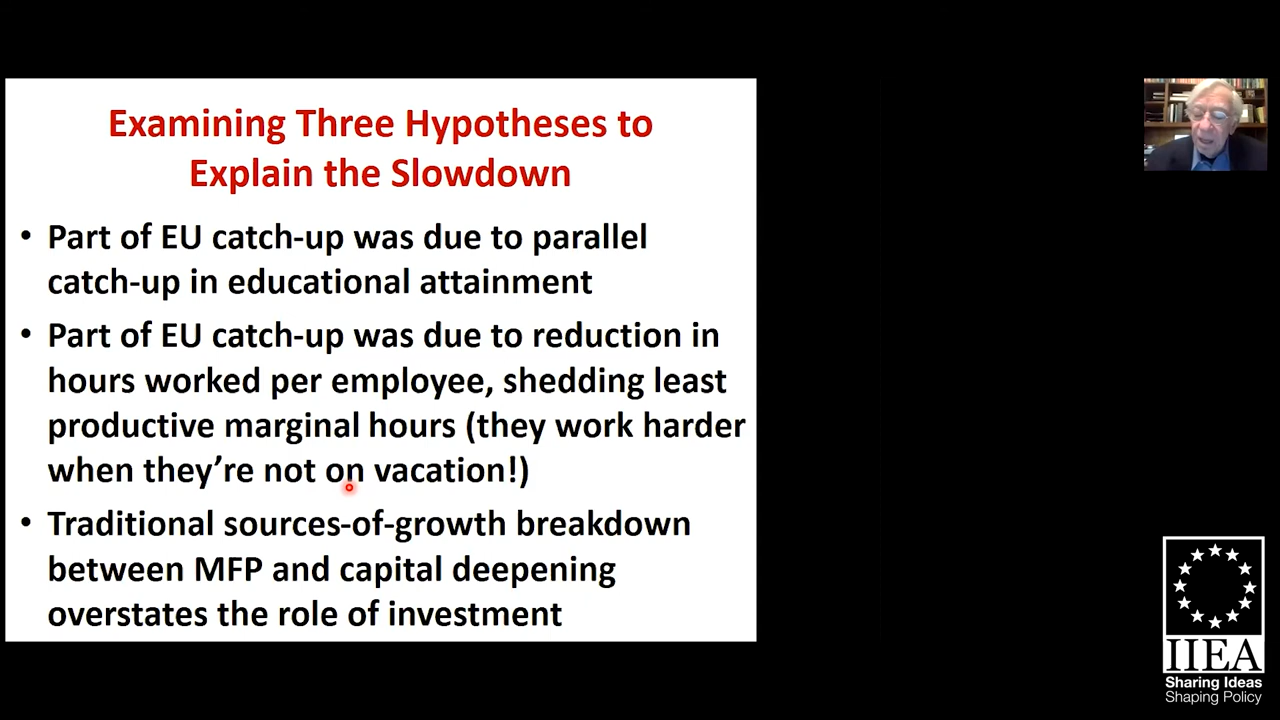 Examining Three Hypotheses to
Explain the Slowdown
• Part of EU catch-up was due to parallel
catch-up in educational attainment
• Part of EU catch-up was due to reduction in
hours worked per employee, shedding least
productive marginal hours (they work harder
when they’re not on vacation!)
• Traditional sources-of-growth breakdown
between MFP and capital deepening
overstates the role of investment
IIEA
Sharing Ideas
Shaping Policy